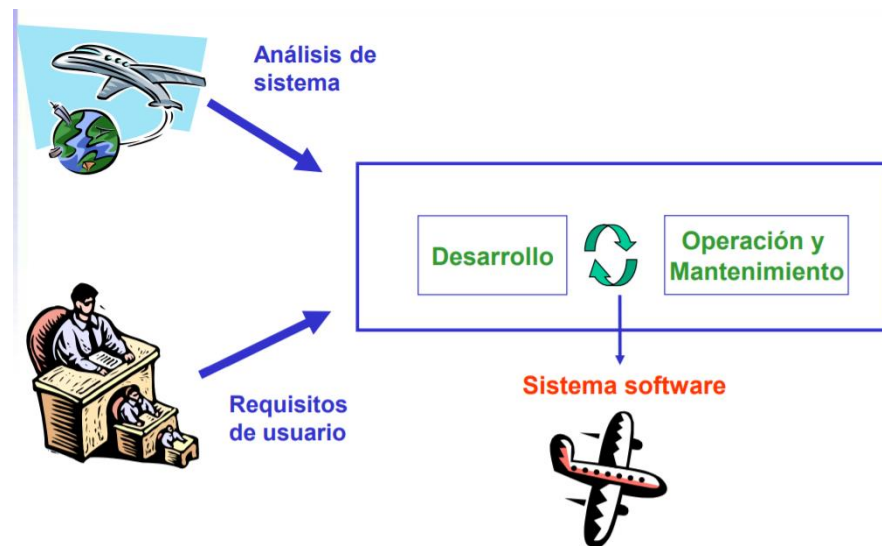 Análisis de
sistema
Desarrollo
Operación y
Mantenimiento
Sistema software
Requisitos
de usuario